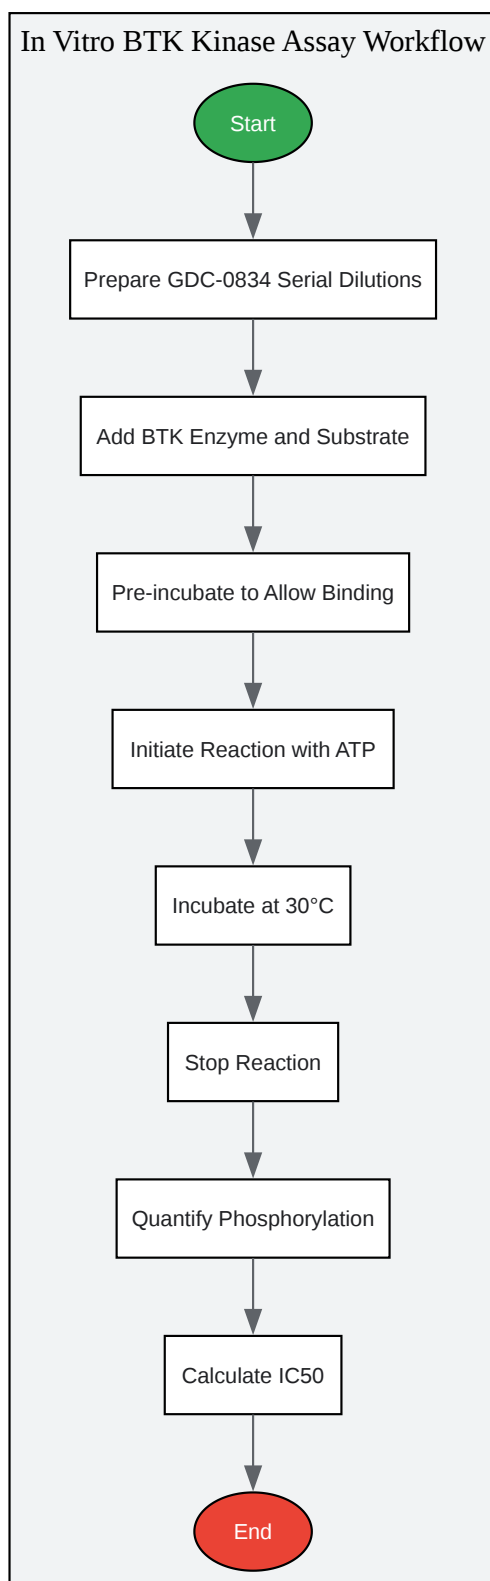 In Vitro BTK Kinase Assay Workflow
Start
Prepare GDC-0834 Serial Dilutions
Add BTK Enzyme and Substrate
Pre-incubate to Allow Binding
Initiate Reaction with ATP
Incubate at 30°C
Stop Reaction
Quantify Phosphorylation
Calculate IC50
End